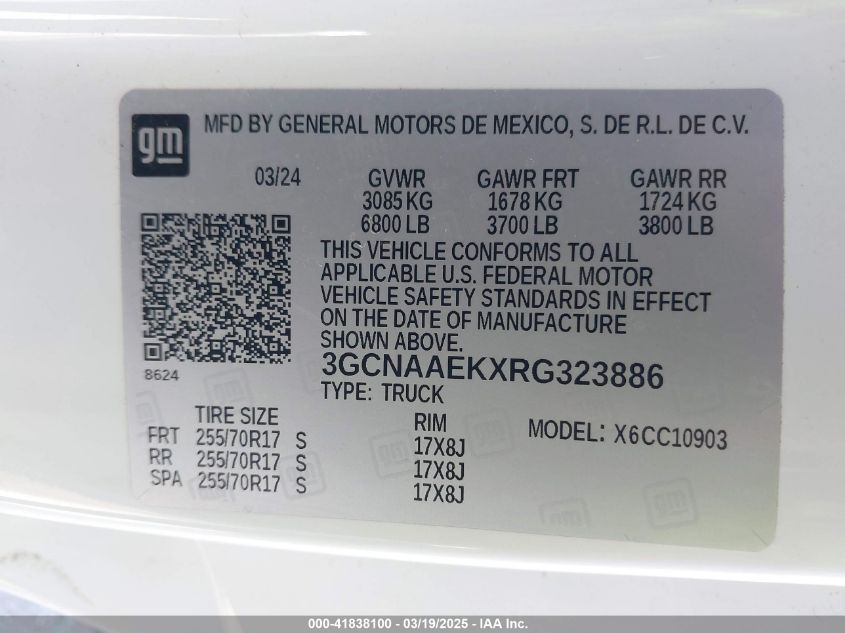 gm
MFD BY GENERAL MOTORS DE MEXICO, S. DE R.L. DE C.V.
03/24 GVWR GAWR FRT GAWR RR
3085 KG 1678 KG 1724 KG
6800 LB 3700 LB 3800 LB
THIS VEHICLE CONFORMS TO ALL
APPLICABLE U.S. FEDERAL MOTOR
VEHICLE SAFETY STANDARDS IN EFFECT
ON THE DATE OF MANUFACTURE
SHOWN ABOVE.
8624
3GCNAAEKXRG323886
TYPE: TRUCK
TIRE SIZE RIM MODEL: X6CC10903
FRT 255/70R17 S 17X8J
RR 255/70R17 S 17X8J
SPA 255/70R17 S 17X8J
000-41838100 - 03/19/2025 - IAA Inc.